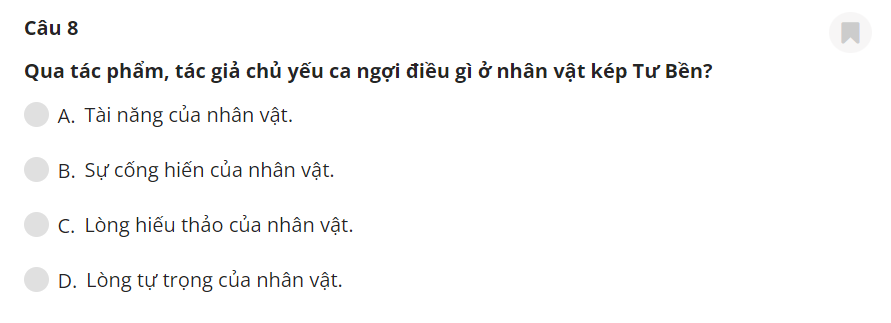 Câu 8
Qua tác phẩm, tác giả chủ yếu ca ngợi điều gì ở nhân vật kép Tư Bền?
A. Tài năng của nhân vật.
B. Sự cống hiến của nhân vật.
C. Lòng hiếu thảo của nhân vật.
D. Lòng tự trọng của nhân vật.